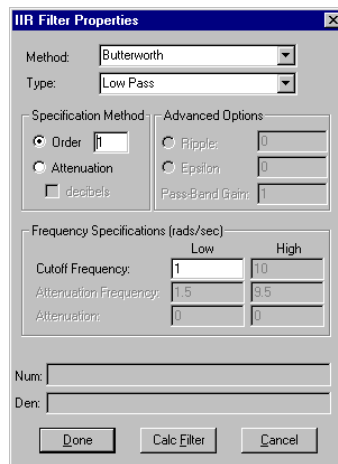 IIR Filter Properties
Method: Butterworth
Type: Low Pass
Specification Method
Order 1
Attenuation
decibels
Advanced Options
Ripple: 0
Epsilon 0
Pass-Band Gain: 1
Frequency Specifications (rads/sec)
Low High
Cutoff Frequency: 1 10
Attenuation Frequency: 1.5 9.5
Attenuation: 0 0
Num:
Den:
Done Calc Filter Cancel